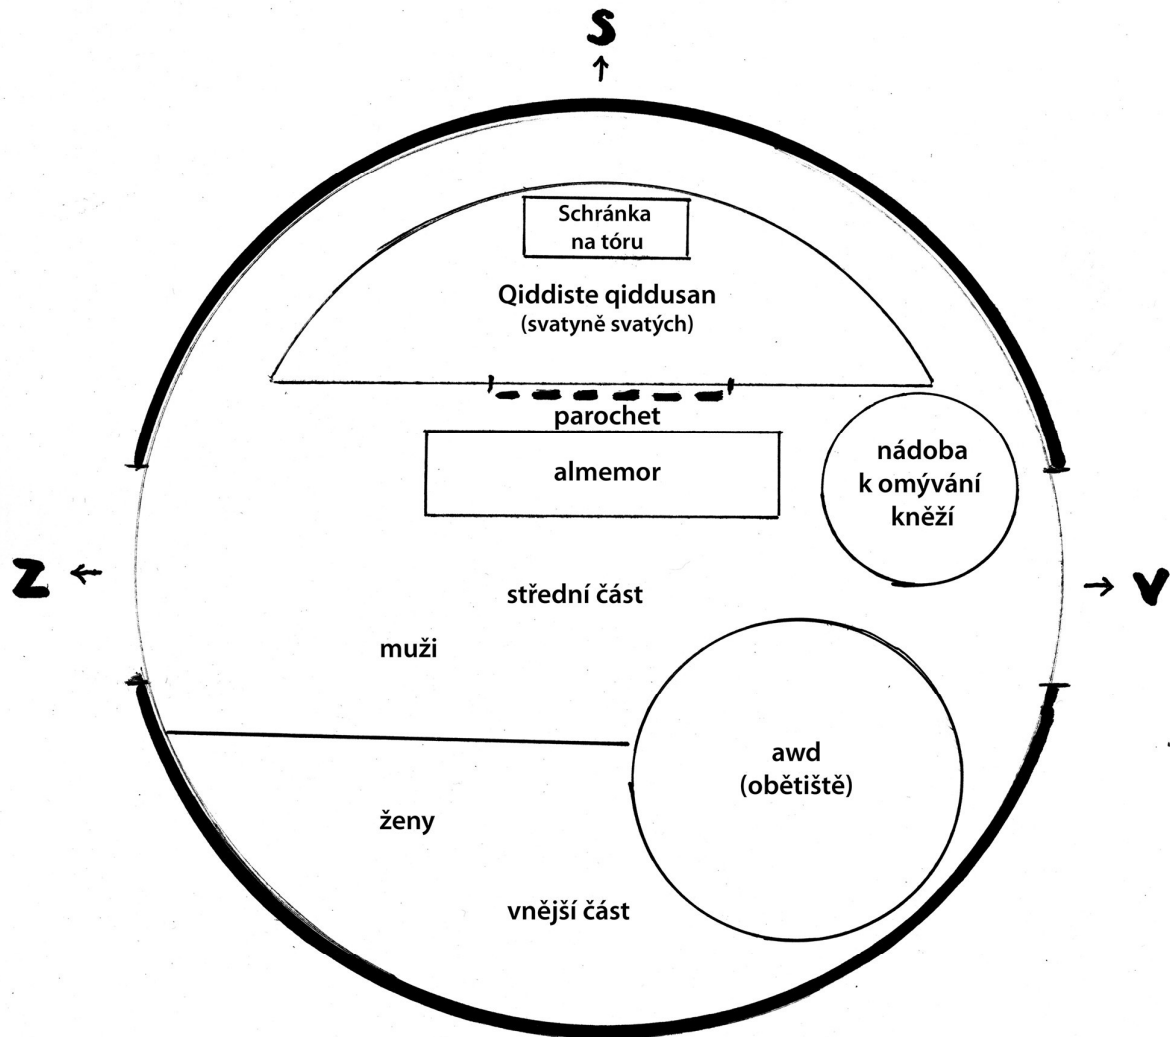 S
Schránka
na tóru
Qiddiste qiddusan
(svatyně svatých)
parochet
almemor
nádoba
k omývání
kněží
Z
V
střední část
muži
awd
(obětiště)
ženy
vnější část